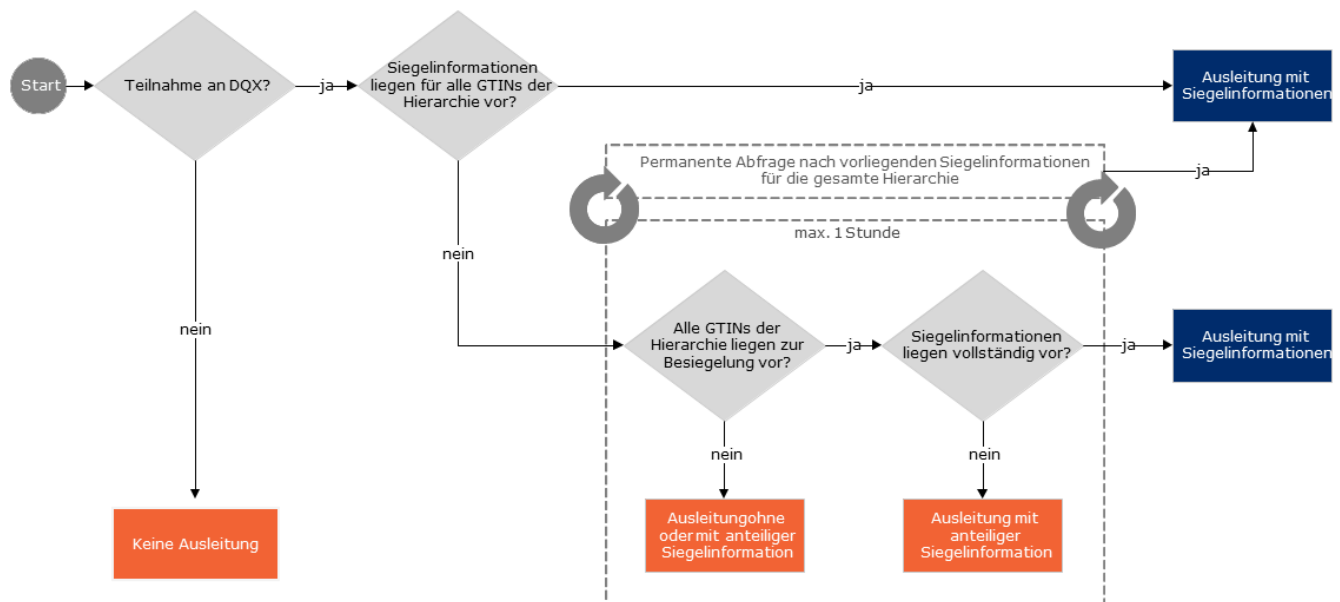 Start
Teilnahme an DQX?
ja
Siegelinformationen
liegen für alle GTINs der
Hierarchie vor?
ja
Ausleitung mit
Siegelinformationen
Permanente Abfrage nach vorliegenden Siegelinformationen
für die gesamte Hierarchie
ja
max. 1 Stunde
nein
nein
Alle GTINs der
Hierarchie liegen zur
Besiegelung vor?
ja
Siegelinformationen
liegen vollständig vor?
ja
Ausleitung mit
Siegelinformationen
nein
nein
Keine Ausleitung
Ausleitungohne
oder mit anteiliger
Siegelinformation
Ausleitung mit
anteiliger
Siegelinformation